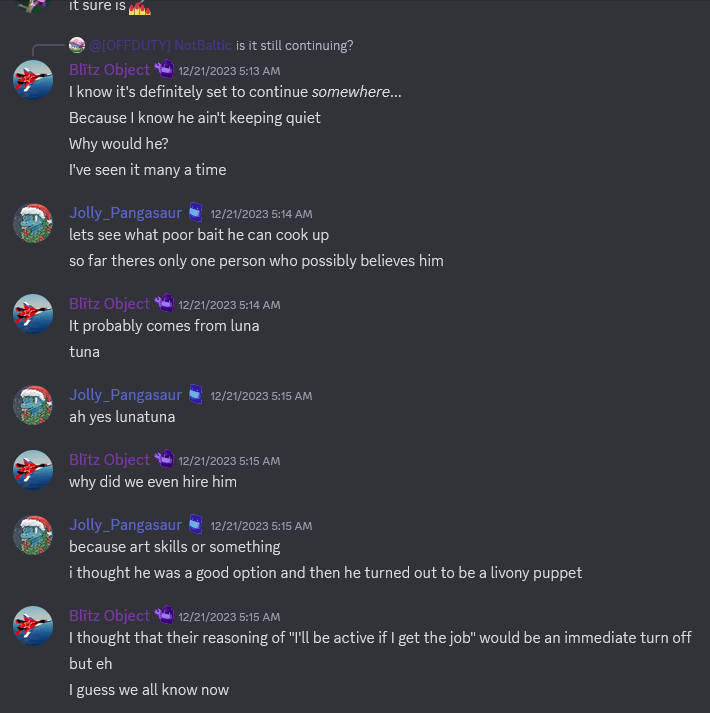 it sure is
@[OFFDUTY] NotBaltic is it still continuing?
Blïtz Object 12/21/2023 5:13 AM
I know it's definitely set to continue somewhere...
Because I know he ain't keeping quiet
Why would he?
I've seen it many a time
Jolly_Pangasaur 12/21/2023 5:14 AM
lets see what poor bait he can cook up
so far theres only one person who possibly believes him
Blïtz Object 12/21/2023 5:14 AM
It probably comes from luna
tuna
Jolly_Pangasaur 12/21/2023 5:15 AM
ah yes lunatuna
Blïtz Object 12/21/2023 5:15 AM
why did we even hire him
Jolly_Pangasaur 12/21/2023 5:15 AM
because art skills or something
i thought he was a good option and then he turned out to be a livony puppet
Blïtz Object 12/21/2023 5:15 AM
I thought that their reasoning of "I'll be active if I get the job" would be an immediate turn off
but eh
I guess we all know now